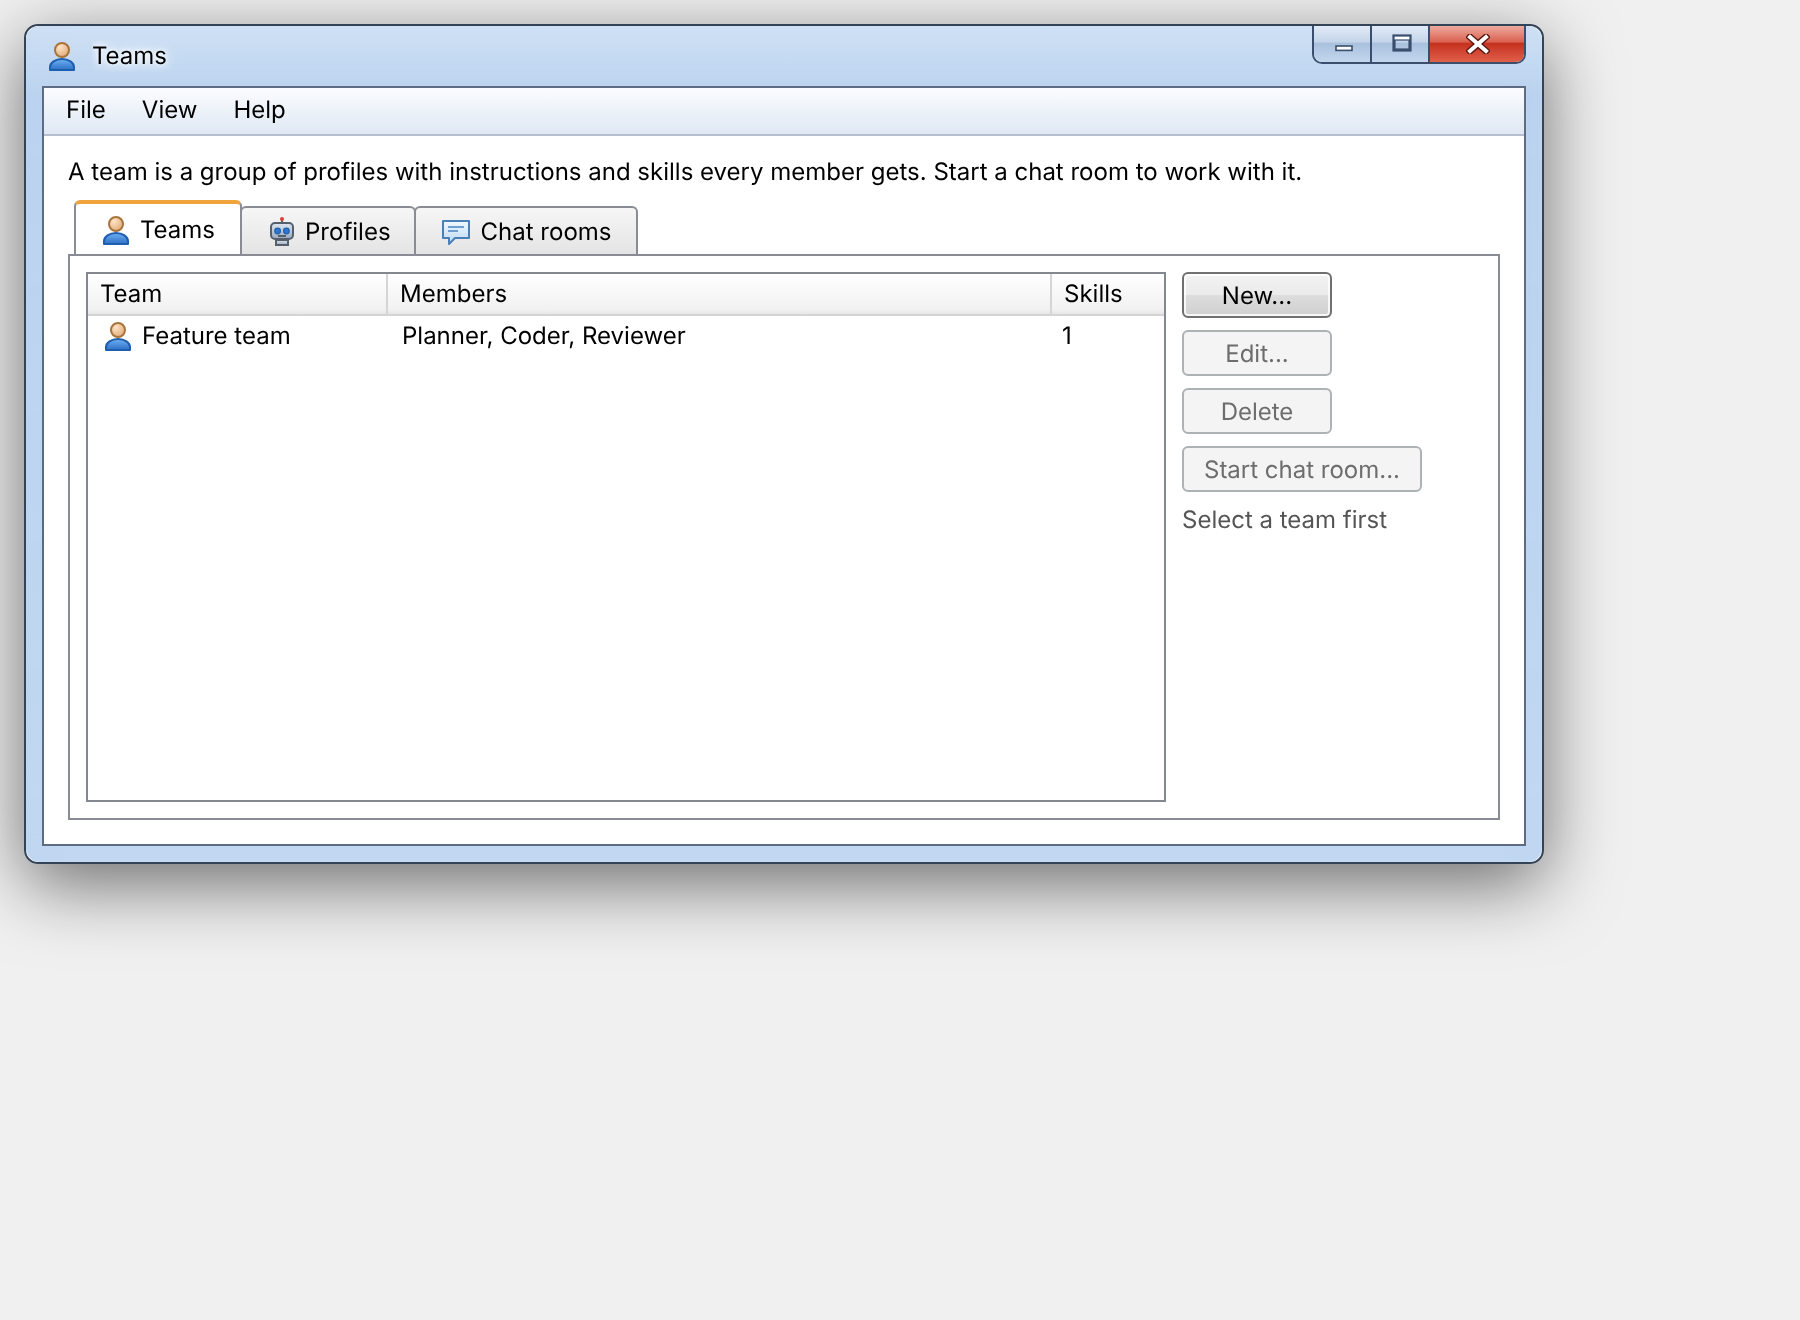 Teams
File View Help
A team is a group of profiles with instructions and skills every member gets. Start a chat room to work with it.
Teams Profiles Chat rooms
Team Members Skills
Feature team Planner, Coder, Reviewer 1
New...
Edit...
Delete
Start chat room...
Select a team first